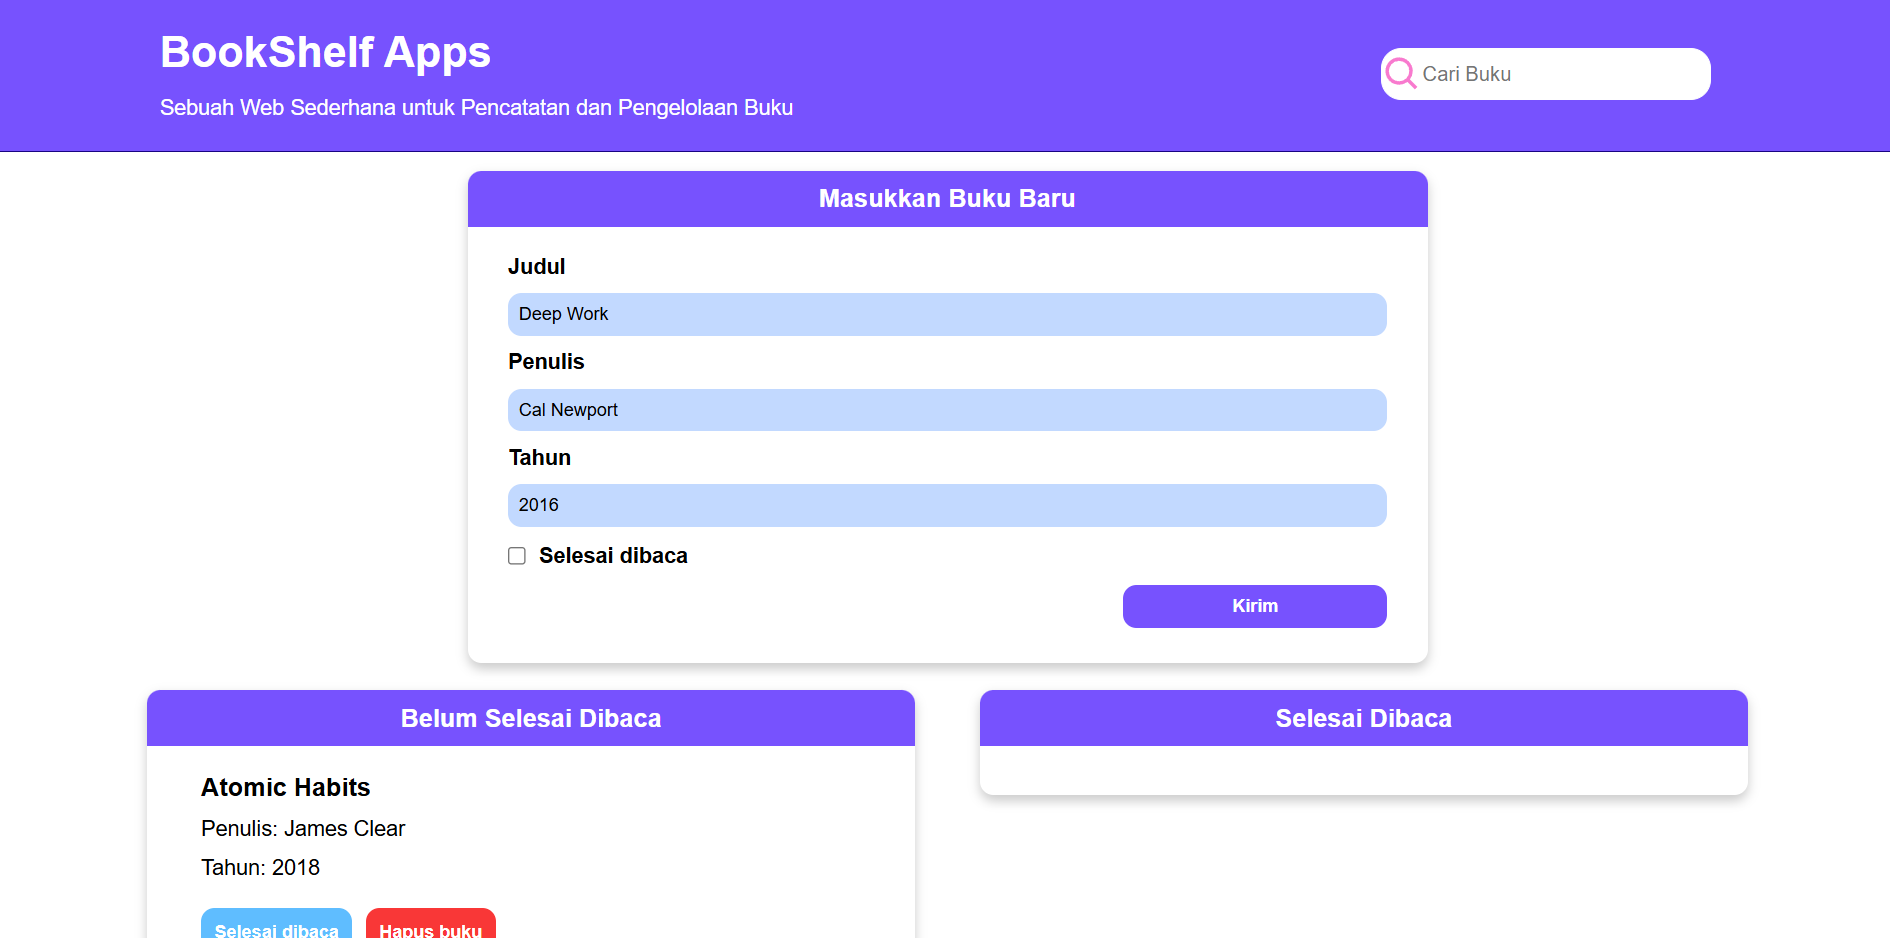 BookShelf Apps
Sebuah Web Sederhana untuk Pencatatan dan Pengelolaan Buku
Cari Buku
Masukkan Buku Baru
Judul
Deep Work
Penulis
Cal Newport
Tahun
2016
Selesai dibaca
Kirim
Belum Selesai Dibaca
Atomic Habits
Penulis: James Clear
Tahun: 2018
Selesai dibaca
Hapus buku
Selesai Dibaca